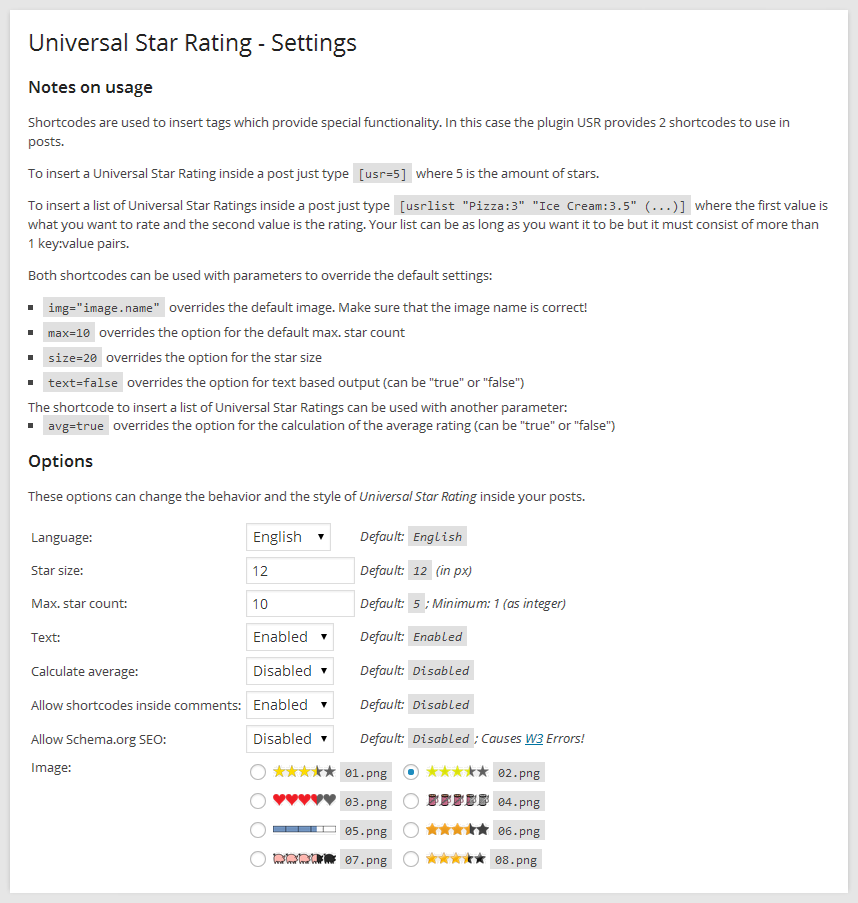 Universal Star Rating - Settings
Notes on usage
Shortcodes are used to insert tags which provide special functionality. In this case the plugin USR provides 2 shortcodes to use in
posts.
To insert a Universal Star Rating inside a post just type [usr=5] where 5 is the amount of stars.
To insert a list of Universal Star Ratings inside a post just type [usrlist "Pizza:3" "Ice Cream:3.5" (...)] where the first value is
what you want to rate and the second value is the rating. Your list can be as long as you want it to be but it must consist of more than
1 key:value pairs.
Both shortcodes can be used with parameters to override the default settings:
img="image.name" overrides the default image. Make sure that the image name is correct!
max=10 overrides the option for the default max. star count
size=20 overrides the option for the star size
text=false overrides the option for text based output (can be "true" or "false")
The shortcode to insert a list of Universal Star Ratings can be used with another parameter:
avg=true overrides the option for the calculation of the average rating (can be "true" or "false")
Options
These options can change the behavior and the style of Universal Star Rating inside your posts.
Language: English Default: English
Star size: 12 Default: 12 (in px)
Max. star count: 10 Default: 5 ; Minimum: 1 (as integer)
Text: Enabled Default: Enabled
Calculate average: Disabled Default: Disabled
Allow shortcodes inside comments: Enabled Default: Disabled
Allow Schema.org SEO: Disabled Default: Disabled ; Causes W3 Errors!
Image: 01.png 02.png
03.png 04.png
05.png 06.png
07.png 08.png